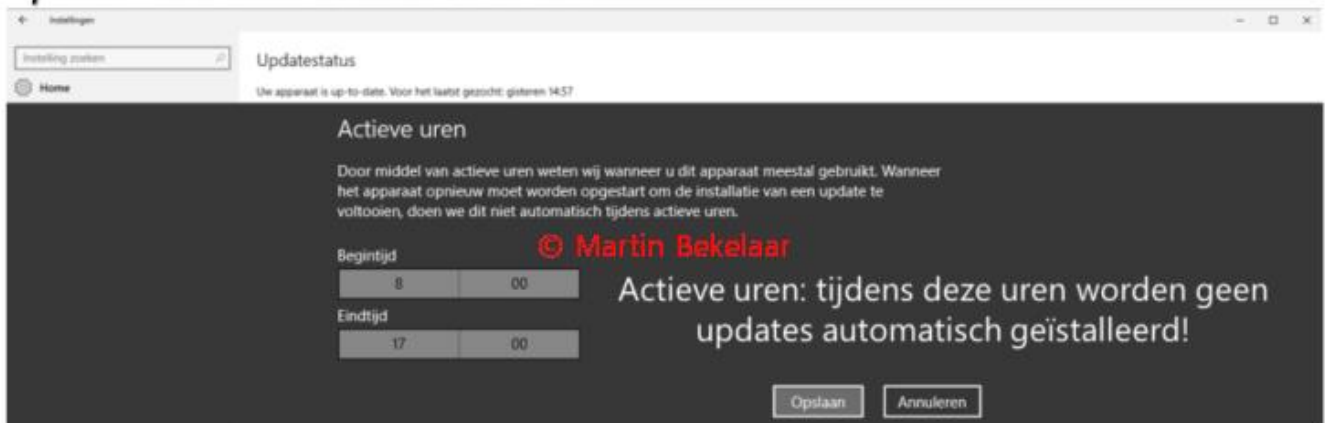 Instellingen
Instelling zoeken
Home
Updatestatus
Uw apparaat is up-to-date. Voor het laatst gezocht: gisteren 14:57
Actieve uren
Door middel van actieve uren weten wij wanneer u dit apparaat meestal gebruikt. Wanneer
het apparaat opnieuw moet worden opgestart om de installatie van een update te
voltooien, doen we dit niet automatisch tijdens actieve uren.
© Martin Bekelaar
Begintijd
8 00
Actieve uren: tijdens deze uren worden geen
updates automatisch geïstalleerd!
Eindtijd
17 00
Opslaan Annuleren